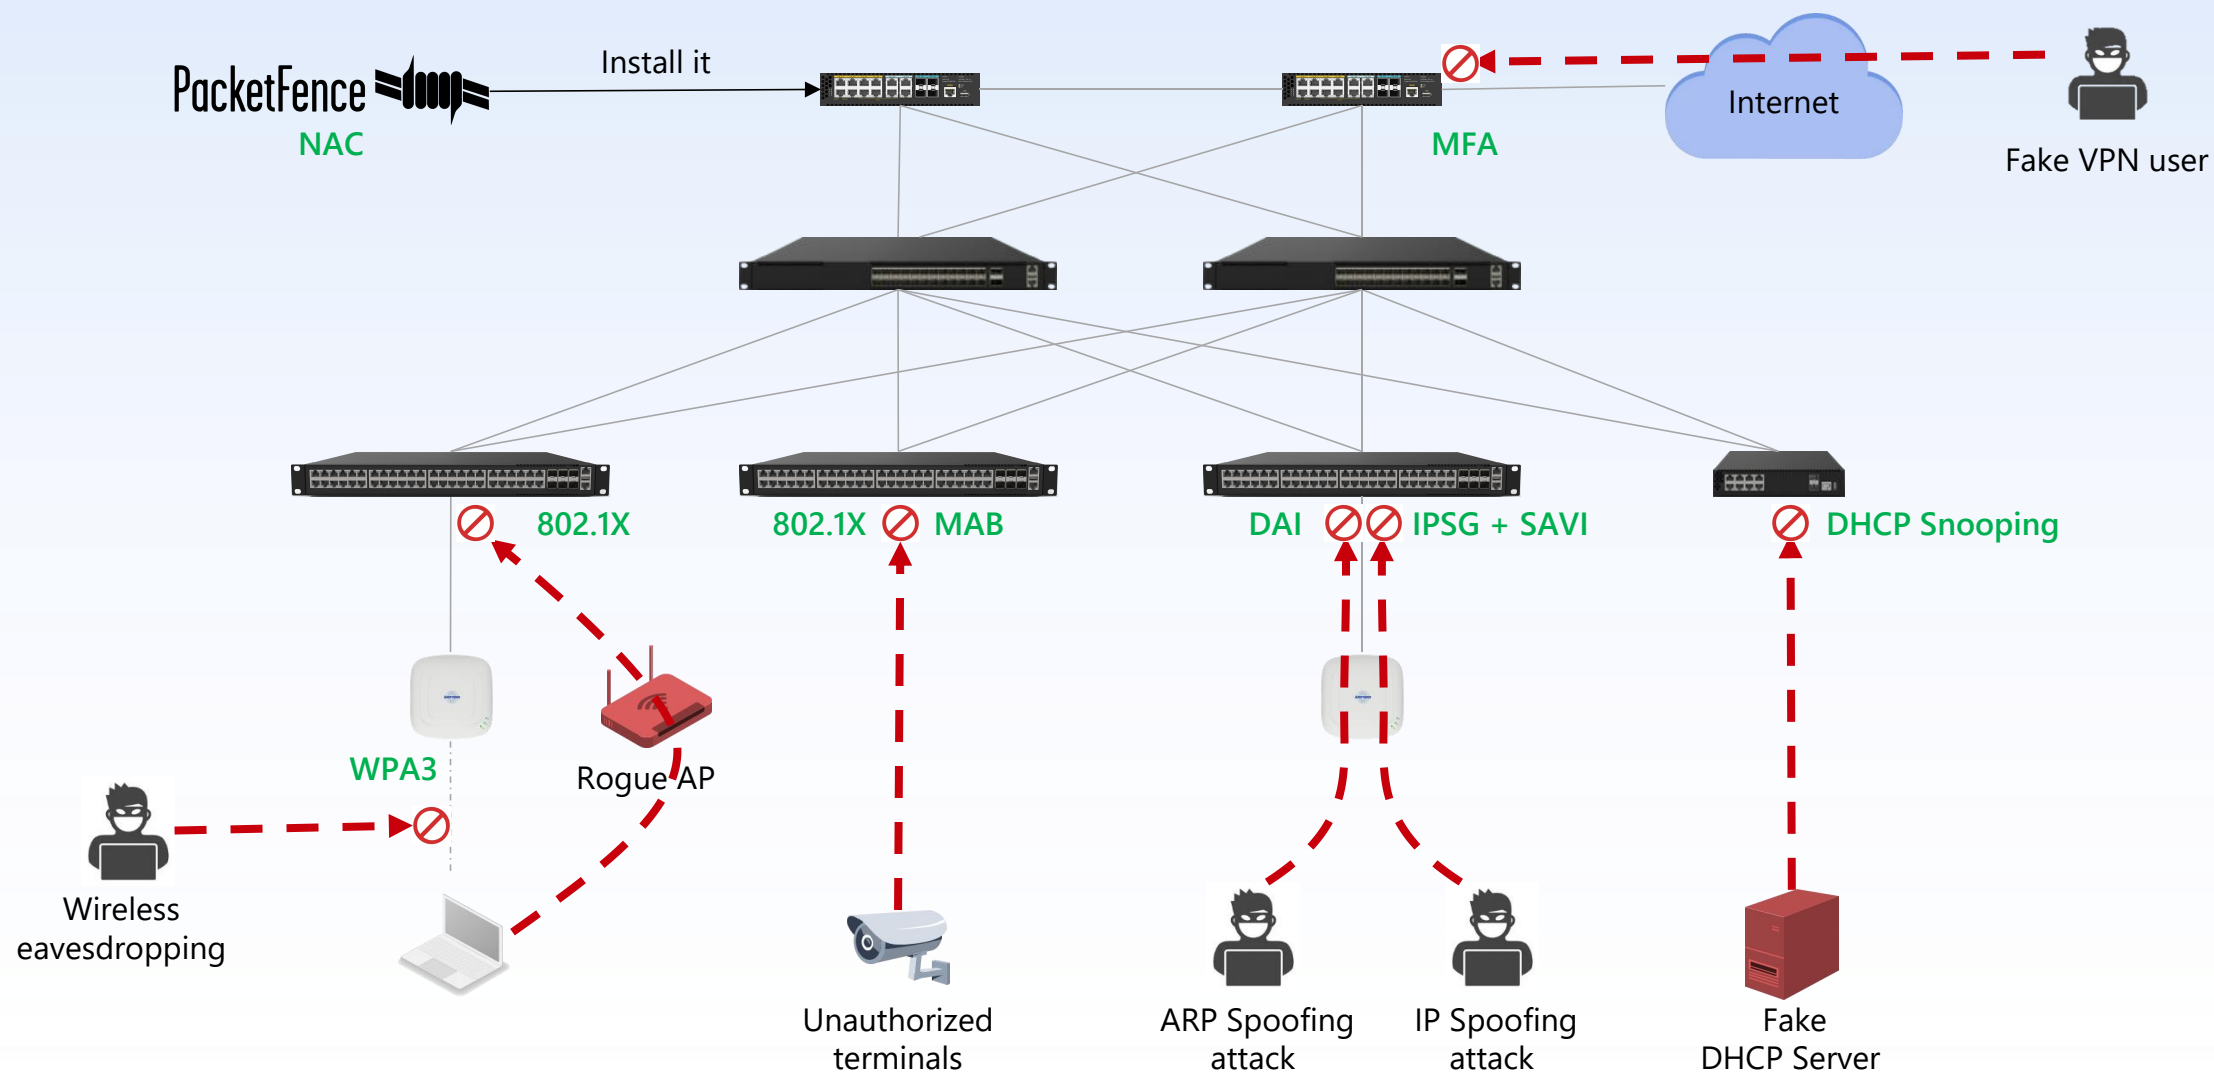 PacketFence
NAC
Install it
MFA
Internet
Fake VPN user
802.1X
802.1X
MAB
DAI
IPSG + SAVI
DHCP Snooping
WPA3
Rogue AP
Wireless
eavesdropping
Unauthorized
terminals
ARP Spoofing
attack
IP Spoofing
attack
Fake
DHCP Server